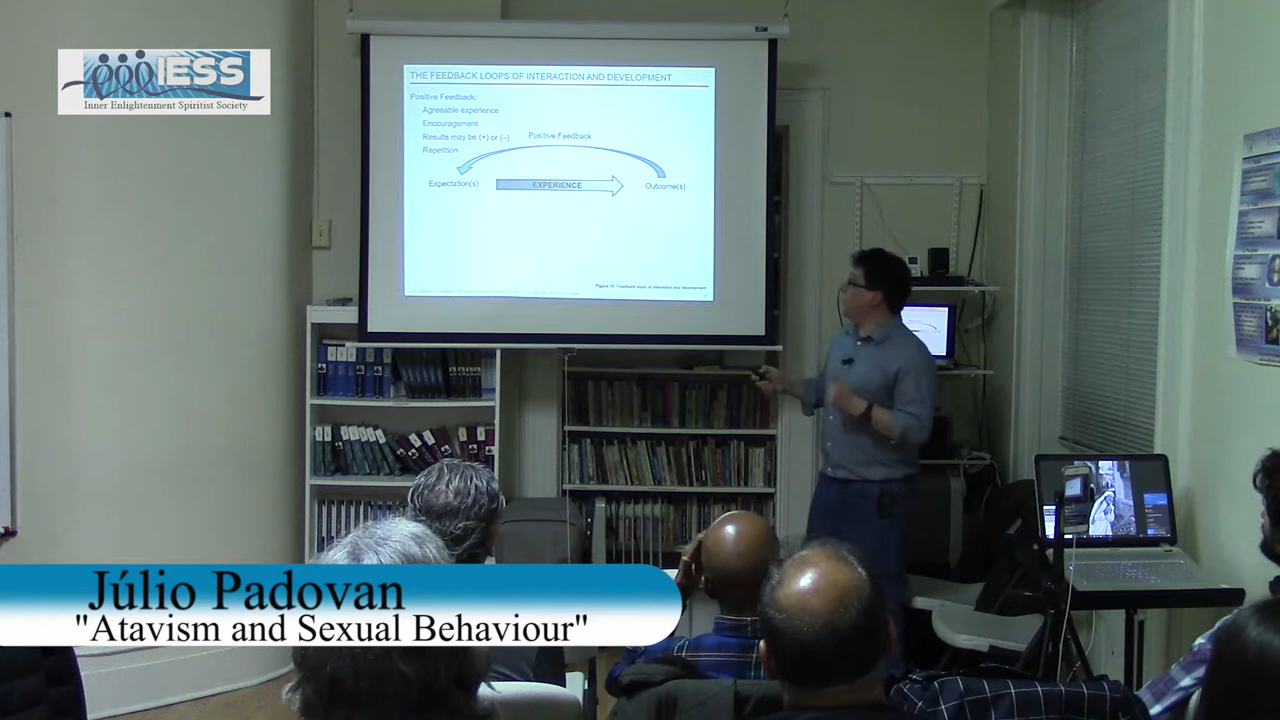 IESS
Inner Enlightenment Spiritist Society
THE FEEDBACK LOOPS OF INTERACTION AND DEVELOPMENT
Positive Feedback:
Agreeable experience
Encouragement
Results may be (+) or (–)
Repetition
Positive Feedback
Expectation(s)
EXPERIENCE
Outcome(s)
Figure 17. Feedback loops of interaction and development
Júlio Padovan
"Atavism and Sexual Behaviour"